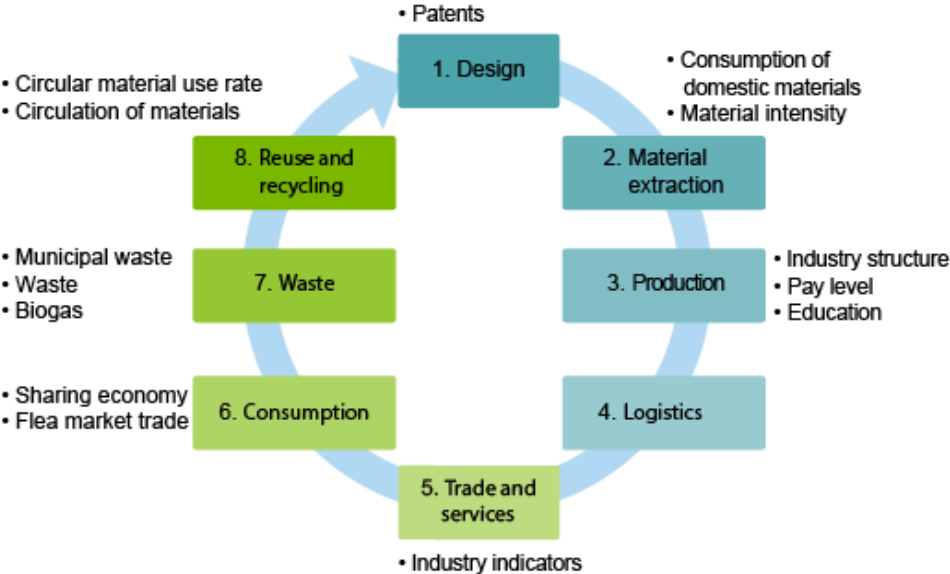 • Patents
1. Design
• Consumption of
domestic materials
• Material intensity
2. Material
extraction
3. Production
• Industry structure
• Pay level
• Education
4. Logistics
5. Trade and
services
• Industry indicators
6. Consumption
• Sharing economy
• Flea market trade
7. Waste
• Municipal waste
• Waste
• Biogas
8. Reuse and
recycling
• Circular material use rate
• Circulation of materials